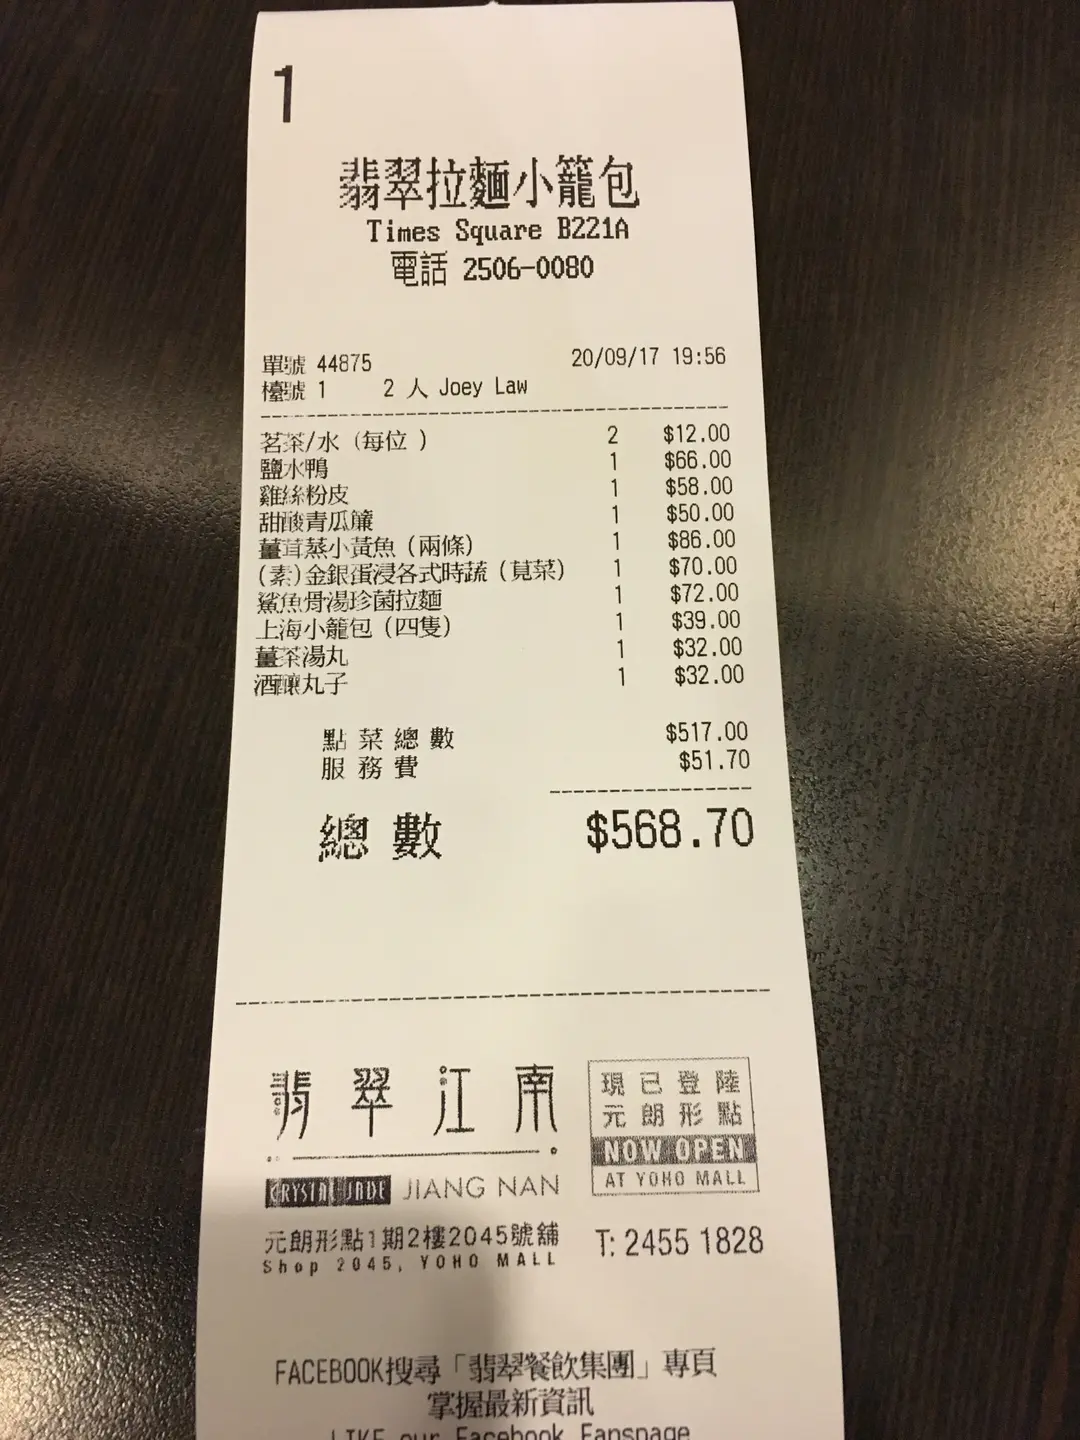 1
翡翠拉麵小籠包
Times Square B221A
電話 2506-0080
單號 44875 20/09/17 19:56
檯號 1 2 人 Joey Law
茗茶/水 (每位 ) 2 $12.00
鹽水鴨 1 $66.00
雞絲粉皮 1 $58.00
甜酸青瓜簾 1 $50.00
薑茸蒸小黃魚 (兩條) 1 $86.00
(素)金銀蛋浸各式時蔬 (莧菜) 1 $70.00
鯊魚骨湯珍菌拉麵 1 $72.00
上海小籠包 (四隻) 1 $39.00
薑茶湯丸 1 $32.00
酒釀丸子 1 $32.00
點菜總數 $517.00
服務費 $51.70
總數 $568.70
翡翠江南
CRYSTAL JADE JIANG NAN
現已登陸
元朗形點
NOW OPEN
AT YOHO MALL
元朗形點1期2樓2045號舖
Shop 2045, YOHO MALL
T: 2455 1828
FACEBOOK搜尋「翡翠餐飲集團」專頁
掌握最新資訊
LIKE our Facebook Fanspage